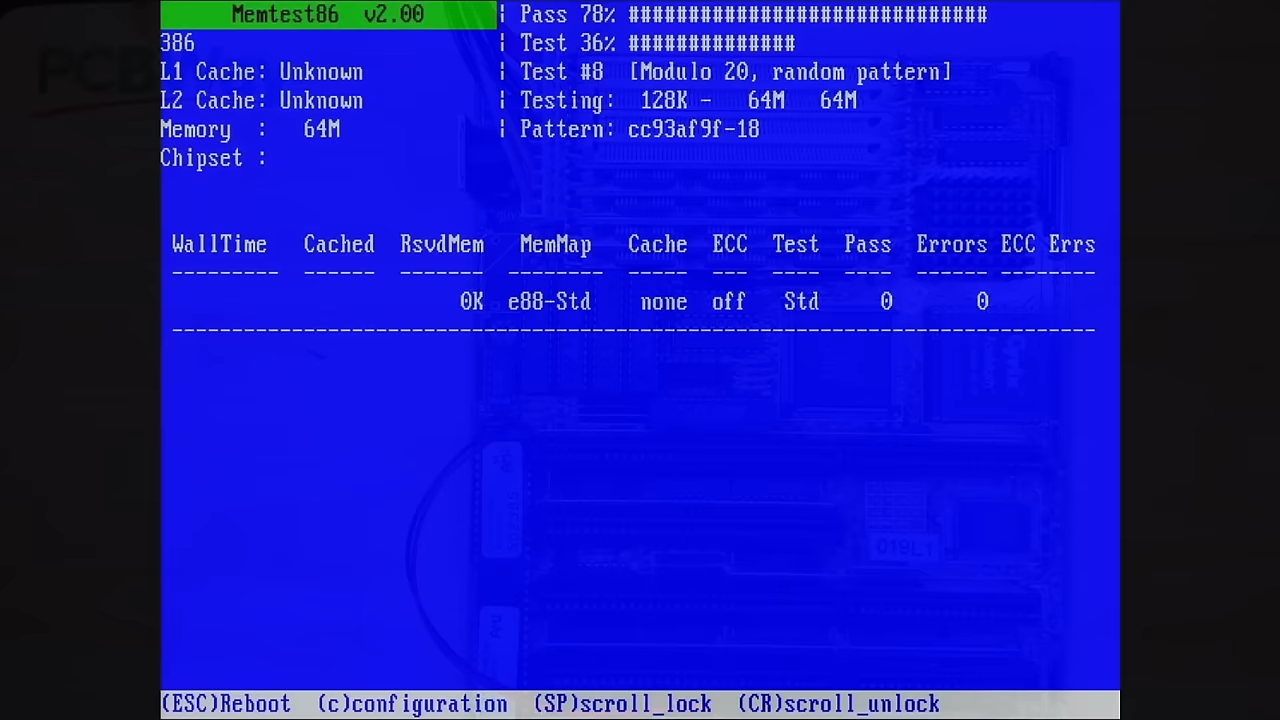 Memtest86 v2.00 | Pass 78% ##############################
386 | Test 36% ##############
L1 Cache: Unknown | Test #8 [Modulo 20, random pattern]
L2 Cache: Unknown | Testing: 128K - 64M 64M
Memory : 64M | Pattern: cc93af9f-18
Chipset :
WallTime Cached RsvdMem MemMap Cache ECC Test Pass Errors ECC Errs
--------- ------ ------- -------- ----- --- ---- ---- ------ --------
0K e88-Std none off Std 0 0
-----------------------------------------------------------------------------
019L1
(ESC)Reboot (c)configuration (SP)scroll_lock (CR)scroll_unlock